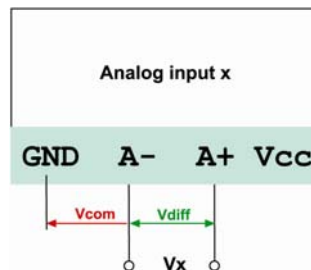 Analog input x
GND A- A+ Vcc
Vcom Vdiff
Vx